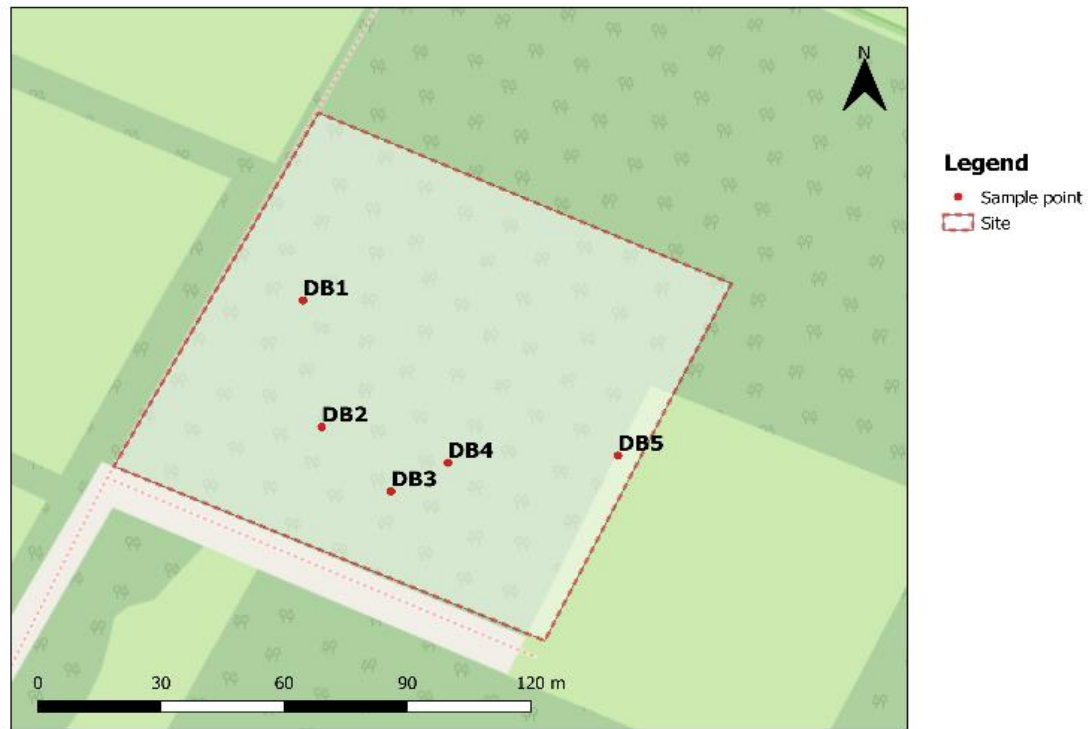 N
Legend
Sample point
Site
DB1
DB2
DB4
DB5
DB3
0 30 60 90 120 m